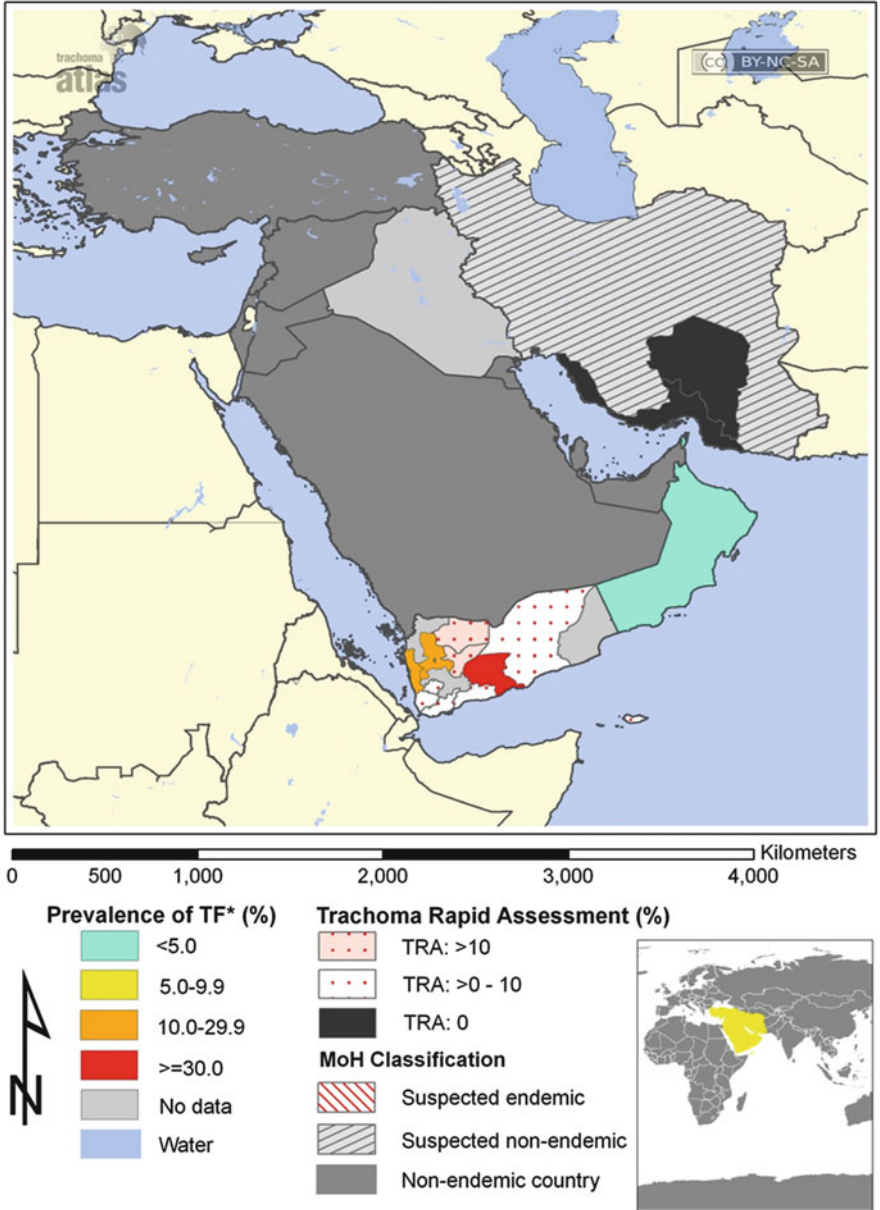 trachoma
atlas
(cc) BY-NC-SA
Kilometers
0 500 1,000 2,000 3,000 4,000
Prevalence of TF* (%)
<5.0
5.0-9.9
10.0-29.9
>=30.0
No data
Water
N
Trachoma Rapid Assessment (%)
TRA: >10
TRA: >0 - 10
TRA: 0
MoH Classification
Suspected endemic
Suspected non-endemic
Non-endemic country